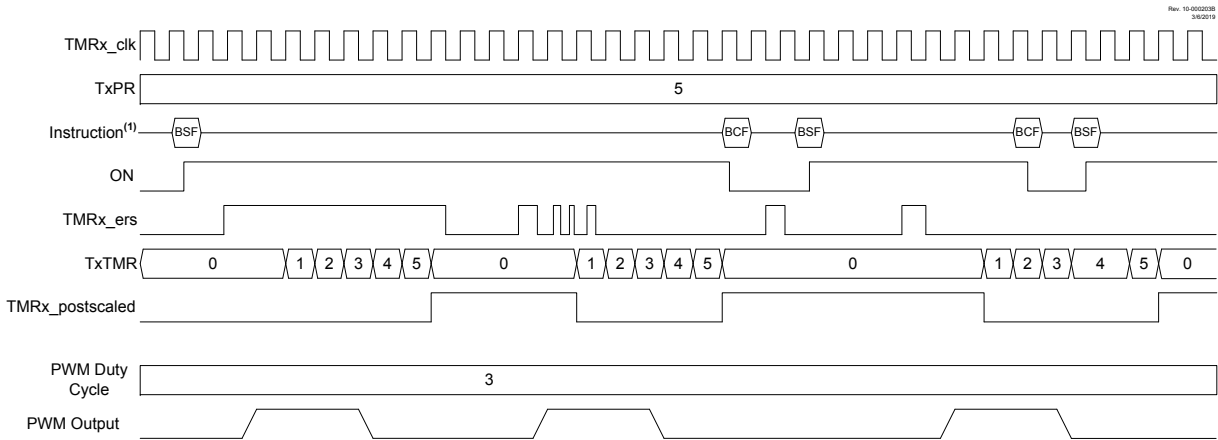 Rev. 10-000203B
3/6/2019
TMRx_clk
TxPR 5
Instruction(1) BSF BCF BSF BCF BSF
ON
TMRx_ers
TxTMR 0 1 2 3 4 5 0 1 2 3 4 5 0 1 2 3 4 5 0
TMRx_postscaled
PWM Duty
Cycle 3
PWM Output